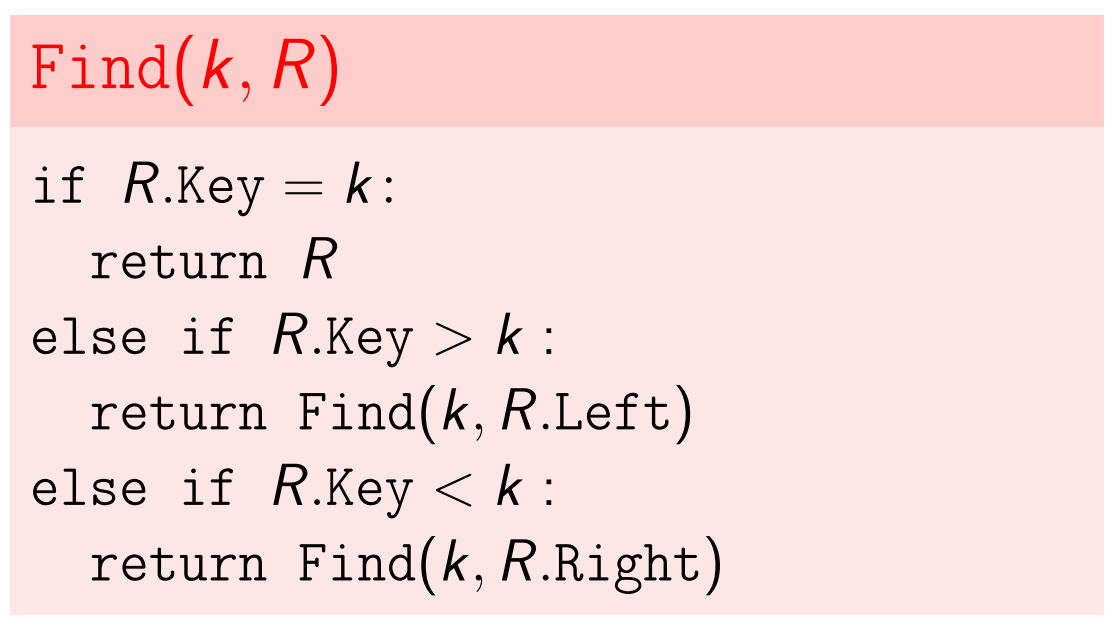 Find(k, R)
if R.Key = k:
return R
else if R.Key > k :
return Find(k, R.Left)
else if R.Key < k :
return Find(k, R.Right)